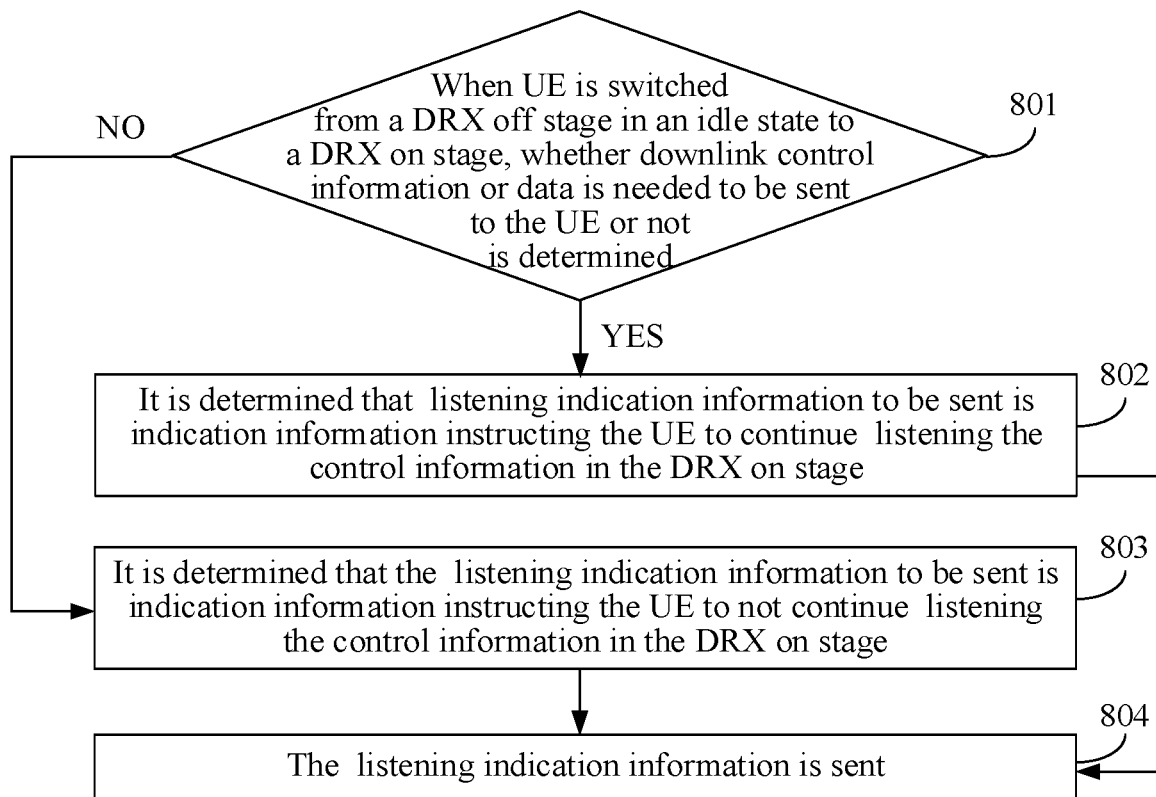 When UE is switched
from a DRX off stage in an idle state to
a DRX on stage, whether downlink control
information or data is needed to be sent
to the UE or not
is determined
801
NO
YES
802
It is determined that listening indication information to be sent is
indication information instructing the UE to continue listening the
control information in the DRX on stage
803
It is determined that the listening indication information to be sent is
indication information instructing the UE to not continue listening
the control information in the DRX on stage
804
The listening indication information is sent